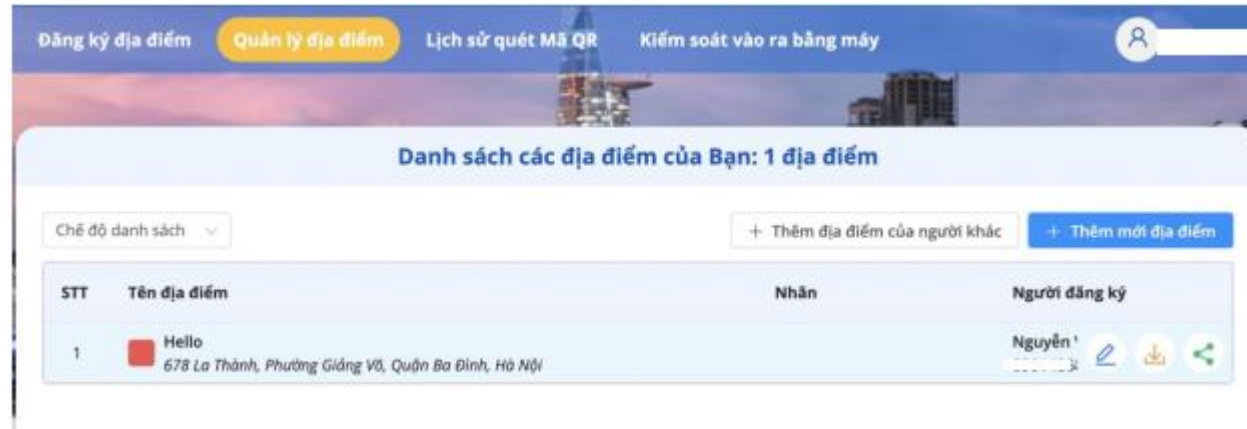 Đăng ký địa điểm Quản lý địa điểm Lịch sử quét Mã QR Kiểm soát vào ra bằng máy
Danh sách các địa điểm của Bạn: 1 địa điểm
Chế độ danh sách + Thêm địa điểm của người khác + Thêm mới địa điểm
STT Tên địa điểm Nhãn Người đăng ký
1 Hello Nguyễn
678 La Thành, Phường Giảng Võ, Quận Ba Đình, Hà Nội